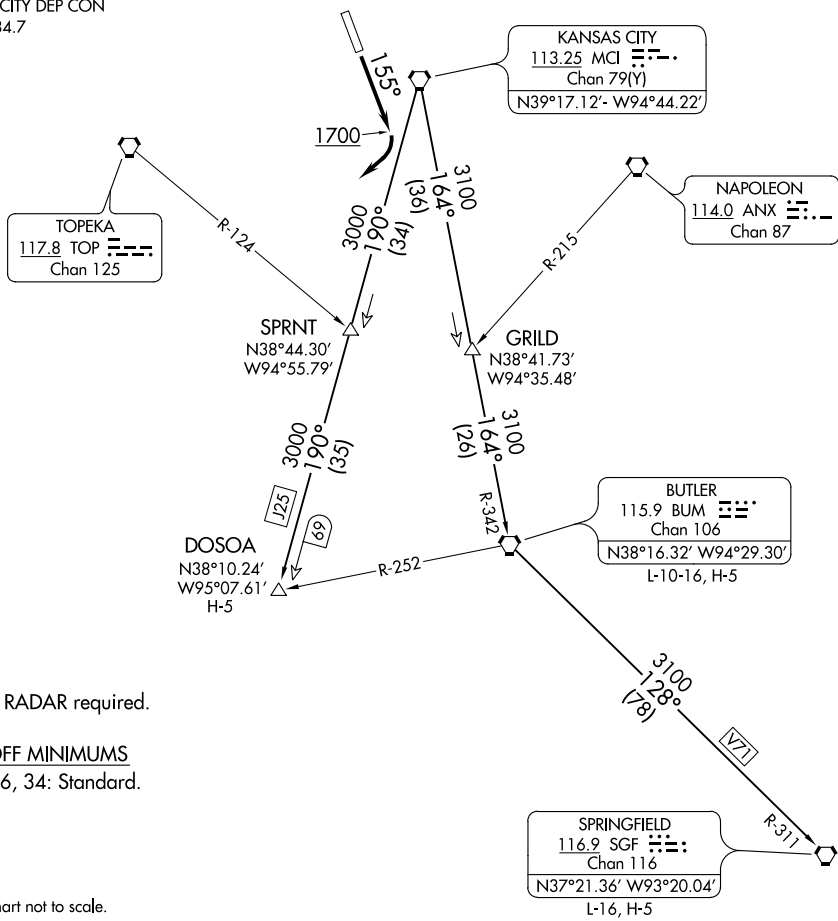 CITY DEP CON
34.7
155°
1700
KANSAS CITY
113.25 MCI
Chan 79(Y)
N39°17.12'- W94°44.22'
TOPEKA
117.8 TOP
Chan 125
NAPOLEON
114.0 ANX
Chan 87
R-124
3000
190°
(34)
3100
164°
(36)
R-215
SPRNT
N38°44.30'
W94°55.79'
GRILD
N38°41.73'
W94°35.48'
3000
190°
(35)
3100
164°
(26)
J25
69
R-342
BUTLER
115.9 BUM
Chan 106
N38°16.32' W94°29.30'
L-10-16, H-5
DOSOA
N38°10.24'
W95°07.61'
H-5
R-252
3100
128°
(78)
V71
R-311
RADAR required.
OFF MINIMUMS
6, 34: Standard.
SPRINGFIELD
116.9 SGF
Chan 116
N37°21.36' W93°20.04'
L-16, H-5
hart not to scale.